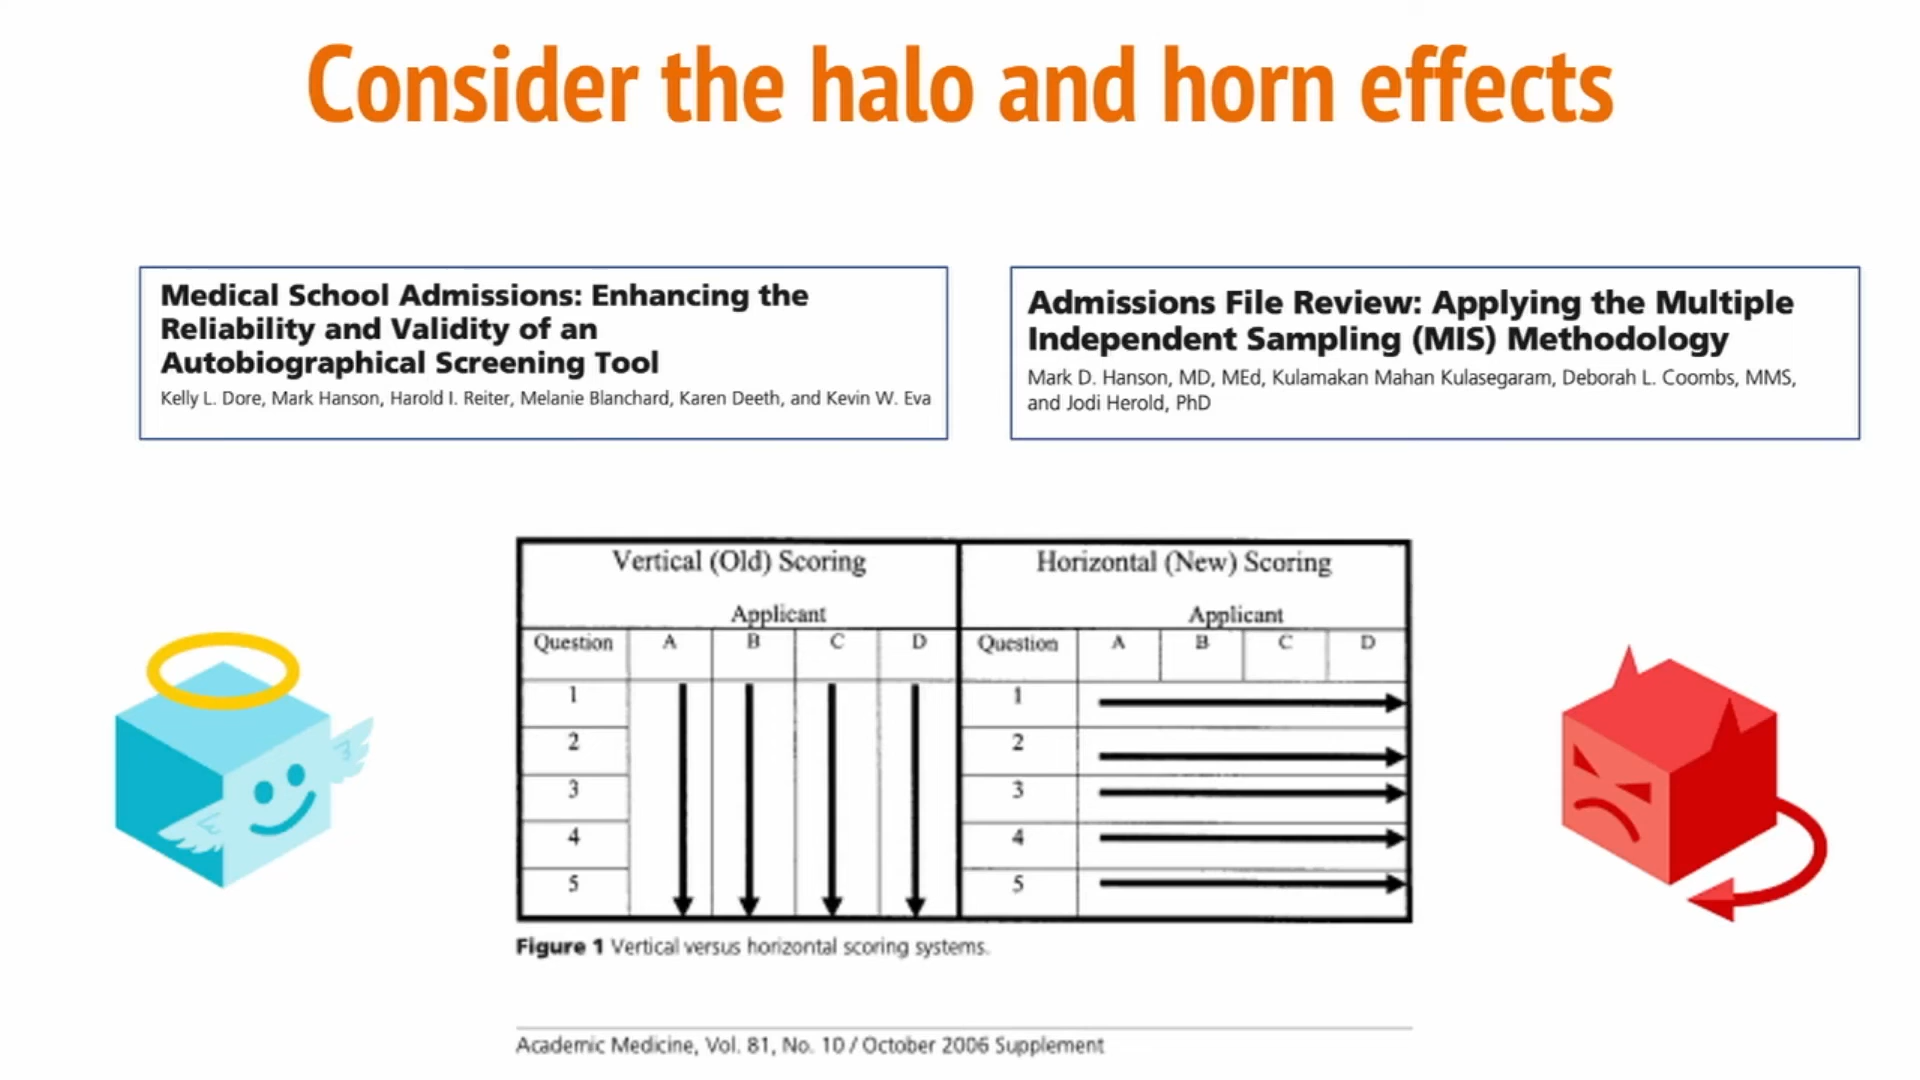 Consider the halo and horn effects
Medical School Admissions: Enhancing the
Reliability and Validity of an
Autobiographical Screening Tool
Kelly L. Dore, Mark Hanson, Harold I. Reiter, Melanie Blanchard, Karen Deeth, and Kevin W. Eva
Admissions File Review: Applying the Multiple
Independent Sampling (MIS) Methodology
Mark D. Hanson, MD, MEd, Kulamakan Mahan Kulasegaram, Deborah L. Coombs, MMS,
and Jodi Herold, PhD
Vertical (Old) Scoring
Applicant
Question A B C D
1
2
3
4
5
Horizontal (New) Scoring
Applicant
Question A B C D
1
2
3
4
5
Figure 1 Vertical versus horizontal scoring systems.
Academic Medicine, Vol. 81, No. 10 / October 2006 Supplement